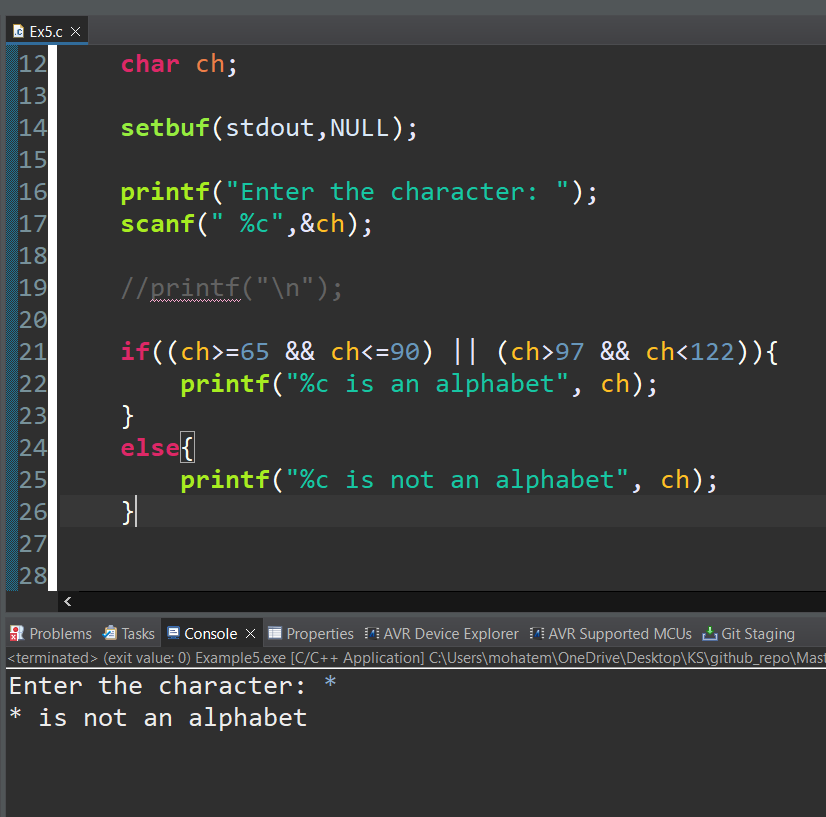 Ex5.c
12 char ch;
13
14 setbuf(stdout,NULL);
15
16 printf("Enter the character: ");
17 scanf(" %c",&ch);
18
19 //printf("\n");
20
21 if((ch>=65 && ch<=90) || (ch>97 && ch<122)){
22 printf("%c is an alphabet", ch);
23 }
24 else{
25 printf("%c is not an alphabet", ch);
26 }
27
28
Problems Tasks Console Properties AVR Device Explorer AVR Supported MCUs Git Staging
<terminated> (exit value: 0) Example5.exe [C/C++ Application] C:\Users\mohatem\OneDrive\Desktop\KS\github_repo\Mast
Enter the character: *
* is not an alphabet